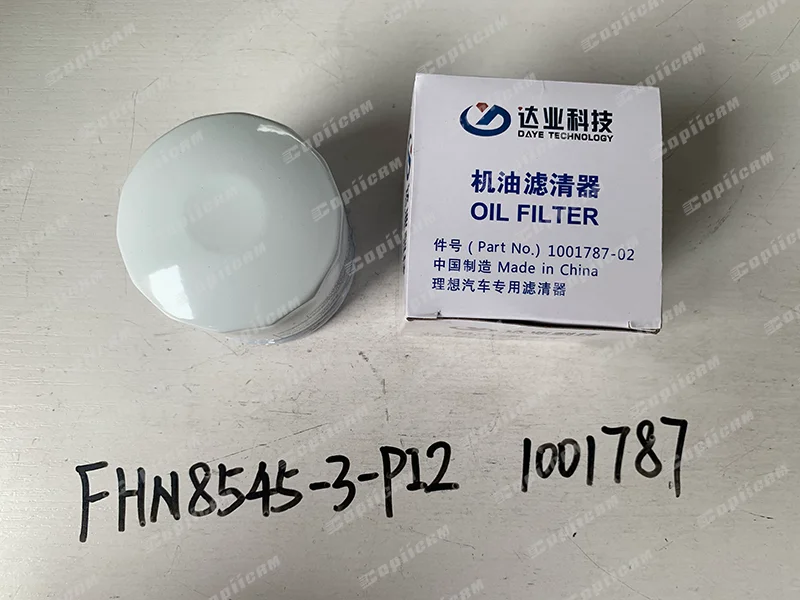 达业科技
DAYE TECHNOLOGY
机油滤清器
OIL FILTER
件号 ( Part No.) 1001787-02
中国制造 Made in China
理想汽车专用滤清器
FHN8545-3-P12 1001787
CopiiCAM